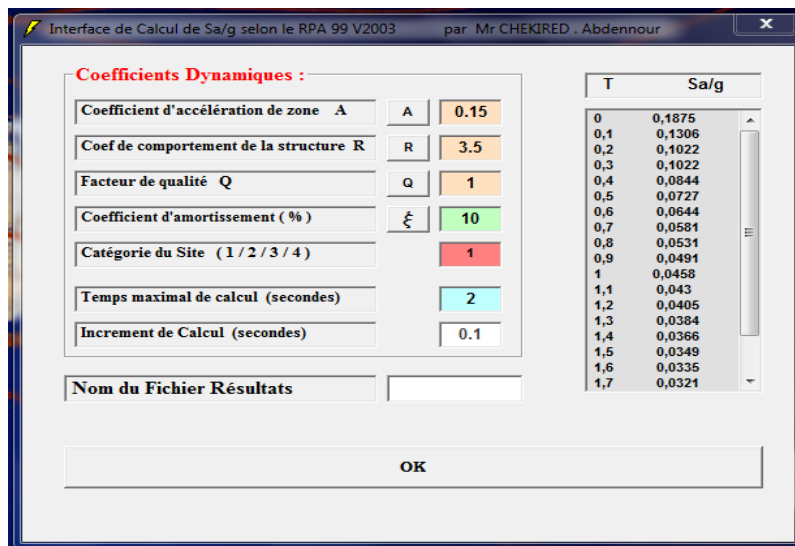 Interface de Calcul de Sa/g selon le RPA 99 V2003 par Mr CHEKIRED . Abdennour x
Coefficients Dynamiques :
Coefficient d'accélération de zone A A 0.15
Coef de comportement de la structure R R 3.5
Facteur de qualité Q Q 1
Coefficient d'amortissement ( % ) ξ 10
Catégorie du Site ( 1 / 2 / 3 / 4 ) 1
Temps maximal de calcul (secondes) 2
Increment de Calcul (secondes) 0.1
Nom du Fichier Résultats
T Sa/g
0 0,1875
0,1 0,1306
0,2 0,1022
0,3 0,1022
0,4 0,0844
0,5 0,0727
0,6 0,0644
0,7 0,0581
0,8 0,0531
0,9 0,0491
1 0,0458
1,1 0,043
1,2 0,0405
1,3 0,0384
1,4 0,0366
1,5 0,0349
1,6 0,0335
1,7 0,0321
OK